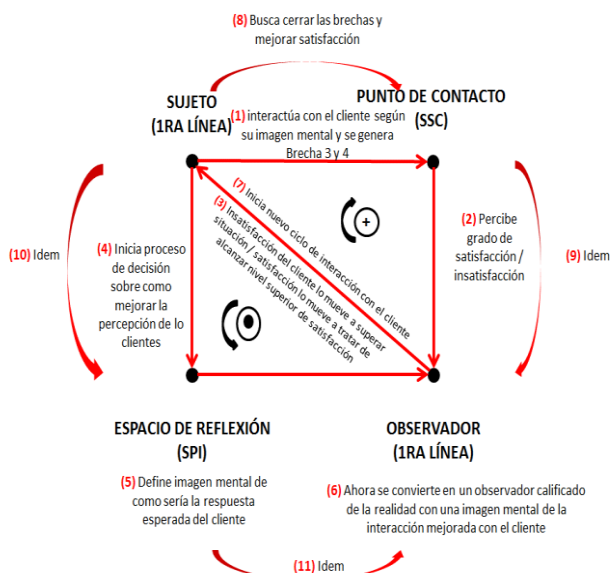 (8) Busca cerrar las brechas y
mejorar satisfacción
SUJETO
(1RA LÍNEA)
PUNTO DE CONTACTO
(SSC)
(1) interactúa con el cliente según
su imagen mental y se genera
Brecha 3 y 4
(7) Inicia nuevo ciclo de interacción con el cliente
(3) Insatisfacción del cliente lo mueve a superar
situación / satisfacción lo mueve a tratar de
alcanzar nivel superior de satisfacción
+
(2) Percibe
grado de
satisfacción /
insatisfacción
(9) Idem
(10) Idem
(4) Inicia proceso
de decisión
sobre como
mejorar la
percepción de lo
clientes
ESPACIO DE REFLEXIÓN
(SPI)
OBSERVADOR
(1RA LÍNEA)
(5) Define imagen mental de
como sería la respuesta
esperada del cliente
(6) Ahora se convierte en un observador calificado
de la realidad con una imagen mental de la
interacción mejorada con el cliente
(11) Idem